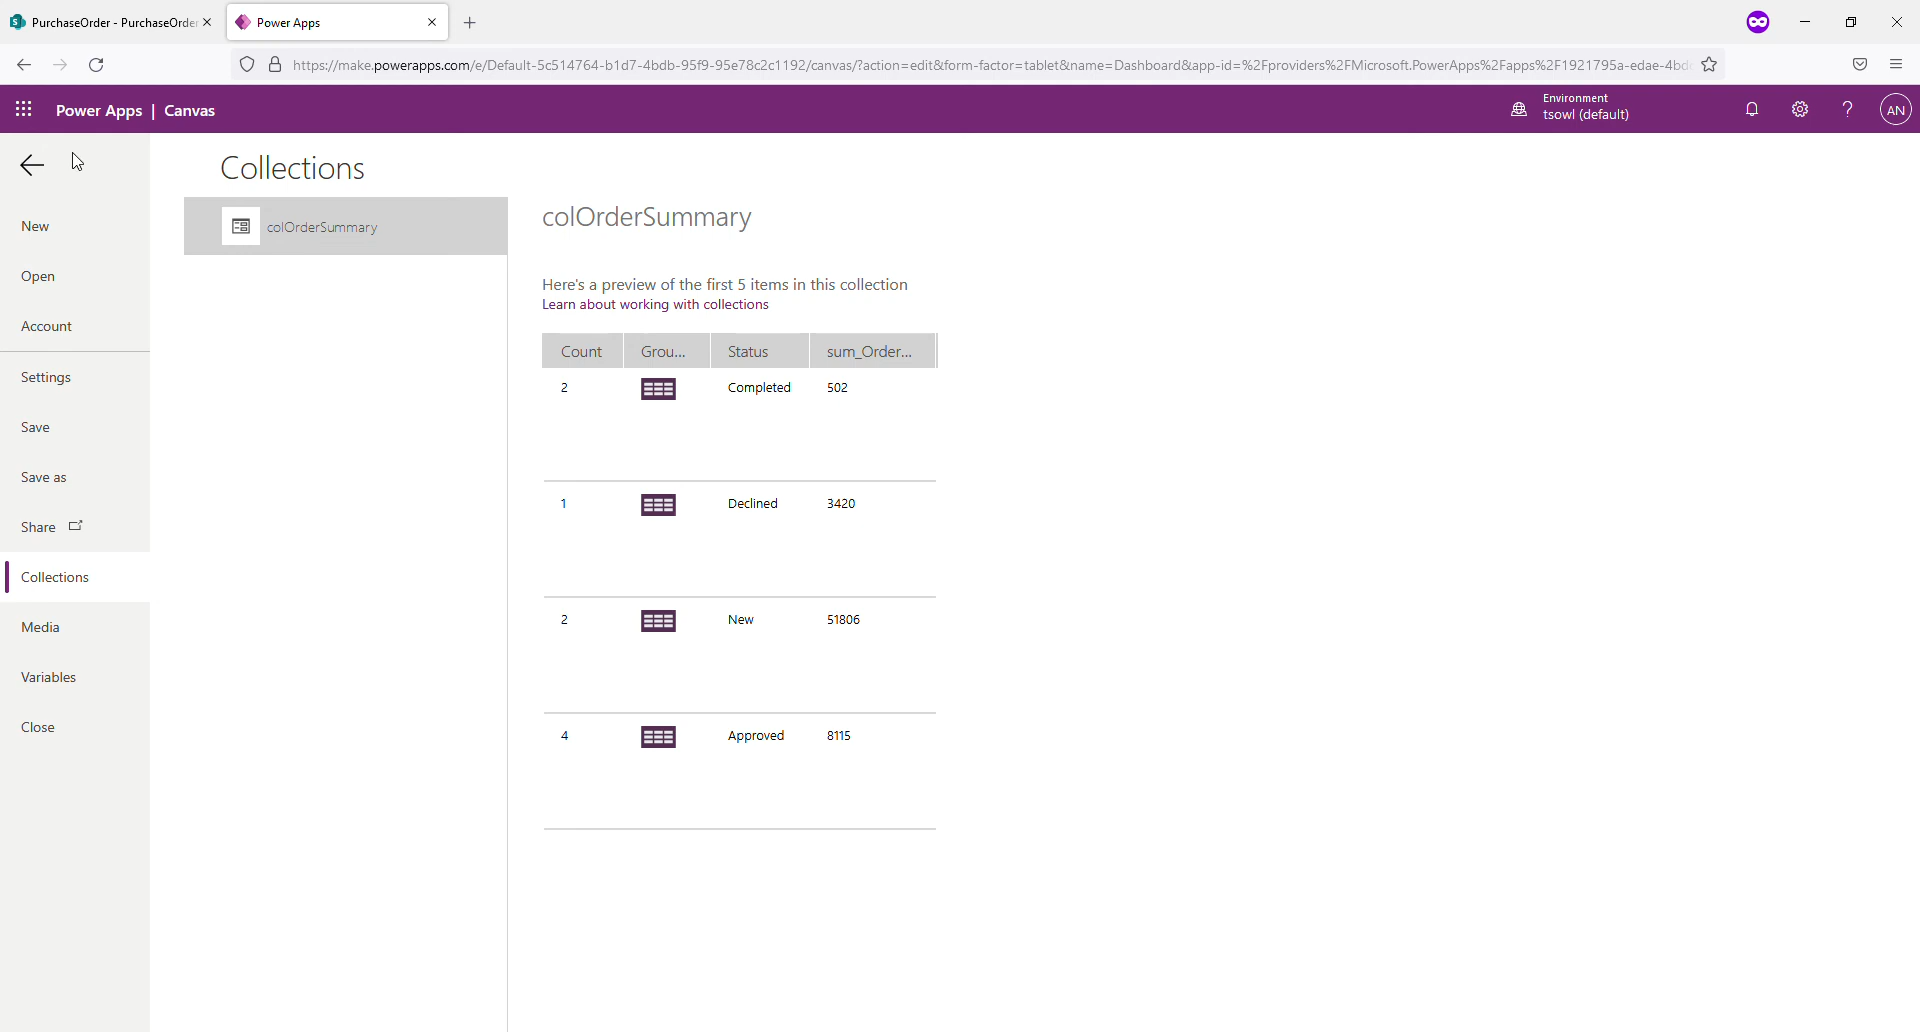 PurchaseOrder - PurchaseOrder
Power Apps
https://make.powerapps.com/e/Default-5c514764-b1d7-4bdb-95f9-95e78c2c1192/canvas/?action=edit&form-factor=tablet&name=Dashboard&app-id=%2Fproviders%2FMicrosoft.PowerApps%2Fapps%2F1921795a-edae-4bde
Power Apps | Canvas
Environment
tsowl (default)
?
AN
New
Open
Account
Settings
Save
Save as
Share
Collections
Media
Variables
Close
Collections
colOrderSummary
colOrderSummary
Here's a preview of the first 5 items in this collection
Learn about working with collections
Count Grou... Status sum_Order...
2 Completed 502
1 Declined 3420
2 New 51806
4 Approved 8115